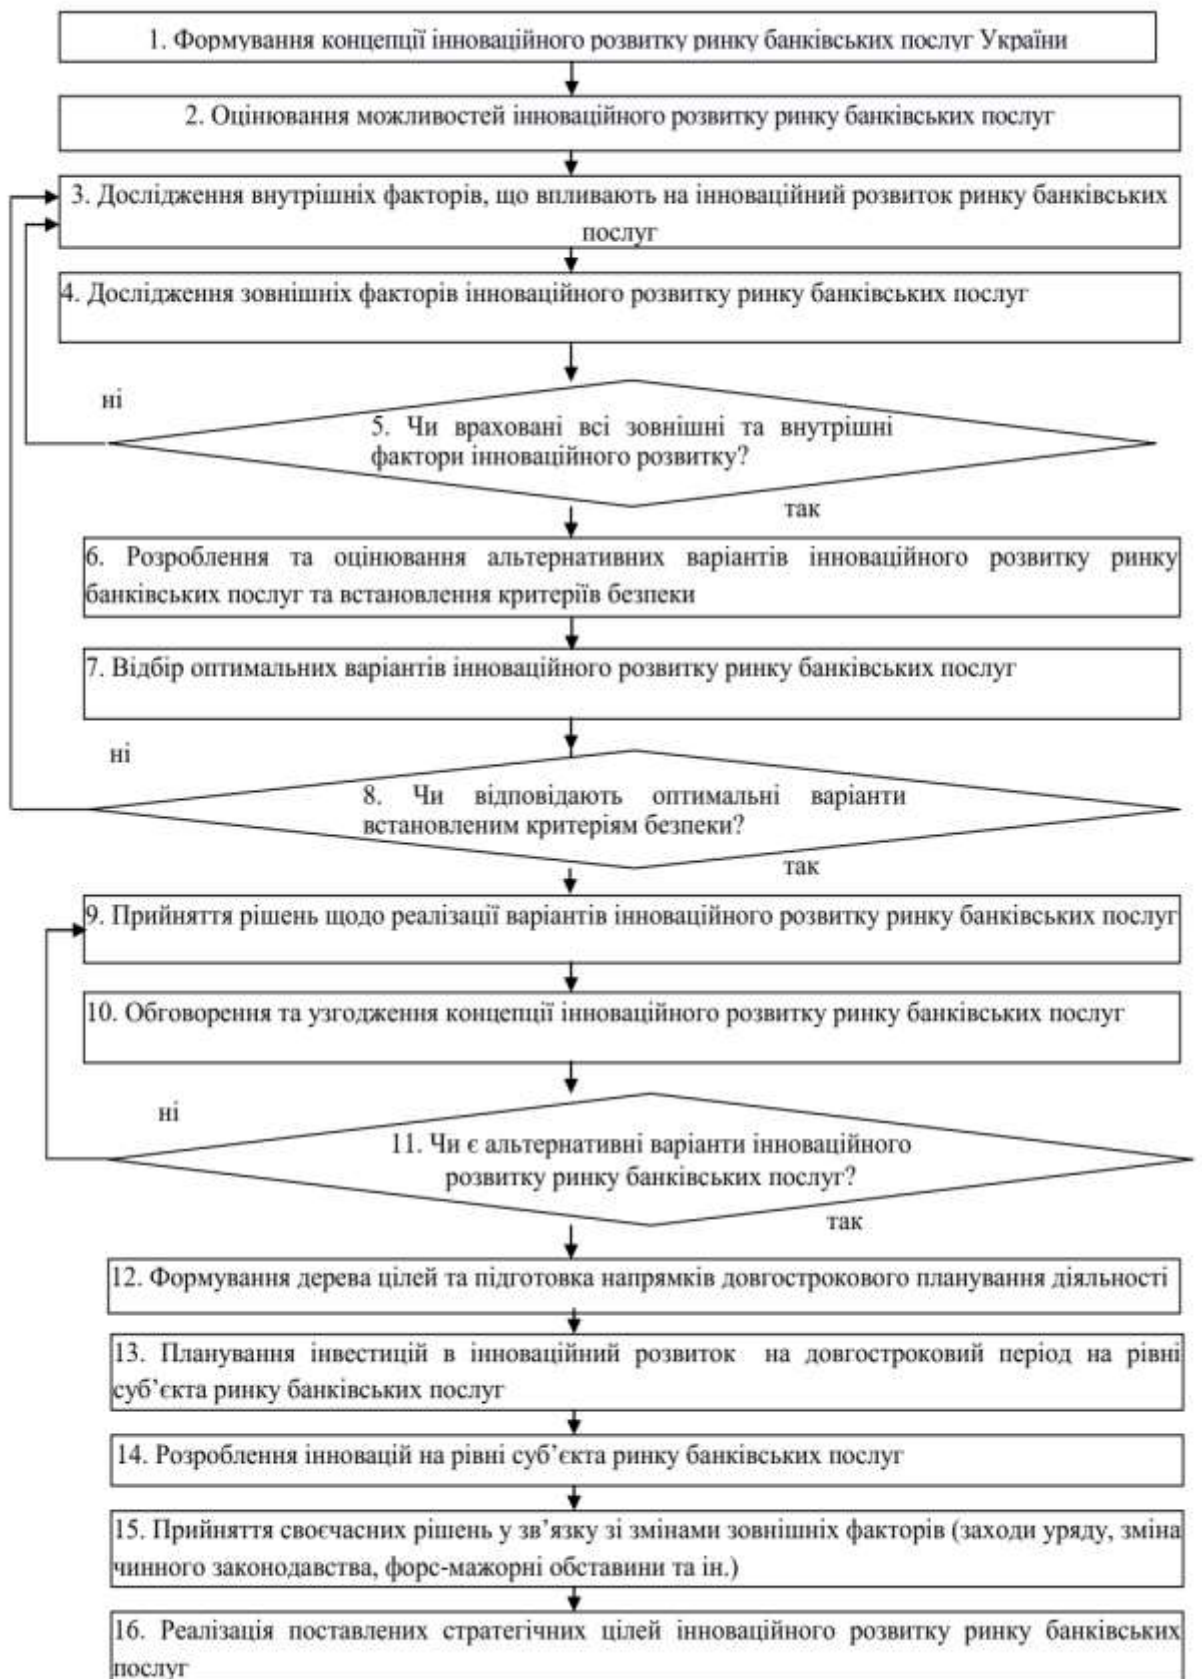 1. Формування концепції інноваційного розвитку ринку банківських послуг України
2. Оцінювання можливостей інноваційного розвитку ринку банківських послуг
3. Дослідження внутрішніх факторів, що впливають на інноваційний розвиток ринку банківських
послуг
4. Дослідження зовнішніх факторів інноваційного розвитку ринку банківських послуг
ні
5. Чи враховані всі зовнішні та внутрішні
фактори інноваційного розвитку?
так
6. Розроблення та оцінювання альтернативних варіантів інноваційного розвитку ринку
банківських послуг та встановлення критеріїв безпеки
7. Відбір оптимальних варіантів інноваційного розвитку ринку банківських послуг
ні
8. Чи відповідають оптимальні варіанти
встановленим критеріям безпеки?
так
9. Прийняття рішень щодо реалізації варіантів інноваційного розвитку ринку банківських послуг
10. Обговорення та узгодження концепції інноваційного розвитку ринку банківських послуг
ні
11. Чи є альтернативні варіанти інноваційного
розвитку ринку банківських послуг?
так
12. Формування дерева цілей та підготовка напрямків довгострокового планування діяльності
13. Планування інвестицій в інноваційний розвиток на довгостроковий період на рівні
суб’єкта ринку банківських послуг
14. Розроблення інновацій на рівні суб’єкта ринку банківських послуг
15. Прийняття своєчасних рішень у зв’язку зі змінами зовнішніх факторів (заходи уряду, зміна
чинного законодавства, форс-мажорні обставини та ін.)
16. Реалізація поставлених стратегічних цілей інноваційного розвитку ринку банківських
послуг